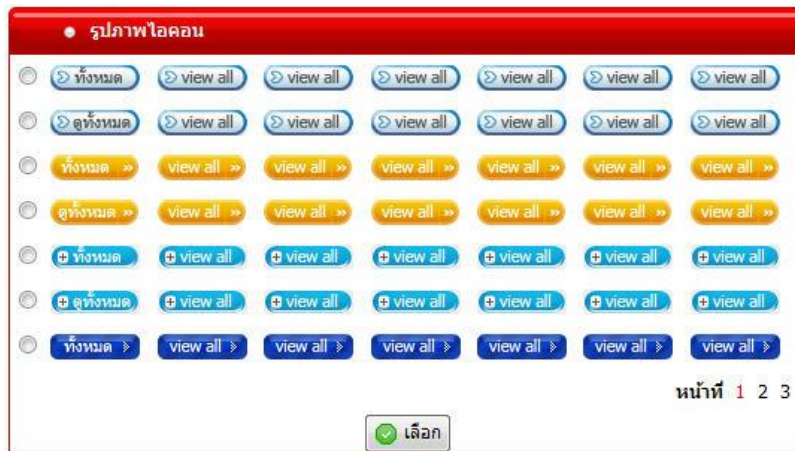 รูปภาพไอคอน
ทั้งหมด view all view all view all view all view all view all
ดูทั้งหมด view all view all view all view all view all view all
ทั้งหมด » view all » view all » view all » view all » view all » view all »
ดูทั้งหมด » view all » view all » view all » view all » view all » view all »
ทั้งหมด view all view all view all view all view all view all
ดูทั้งหมด view all view all view all view all view all view all
ทั้งหมด view all view all view all view all view all view all
หน้าที่ 1 2 3
เลือก